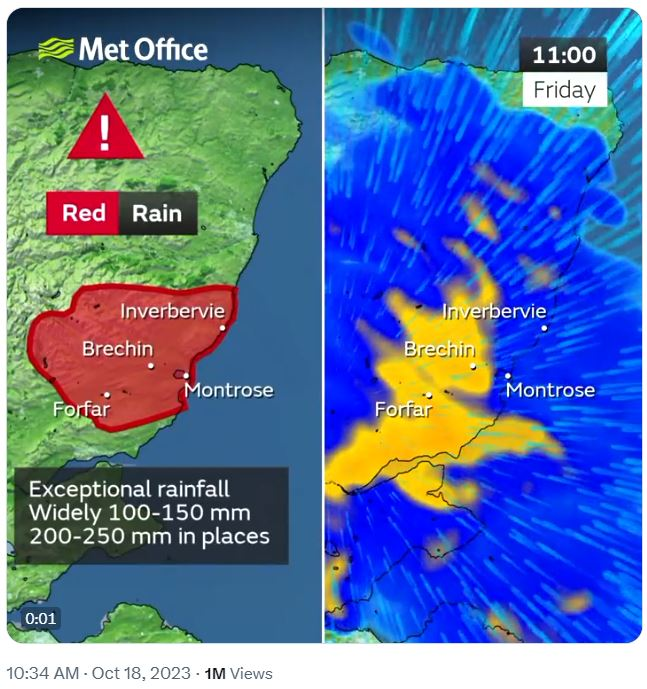 Met Office
!
Red Rain
Inverbervie
Brechin
Montrose
Forfar
Exceptional rainfall
Widely 100-150 mm
200-250 mm in places
0:01
11:00
Friday
Inverbervie
Brechin
Montrose
Forfar
10:34 AM · Oct 18, 2023 · 1M Views